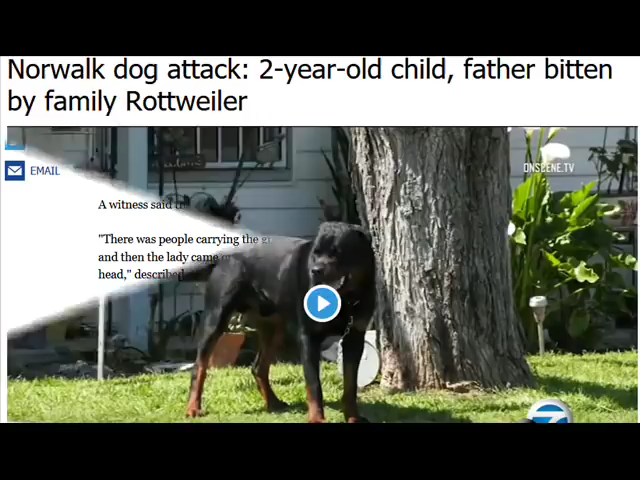 Norwalk dog attack: 2-year-old child, father bitten
by family Rottweiler
ONSCENE.TV
EMAIL
A witness said
"There was people carrying the
and then the lady came
head," described
7